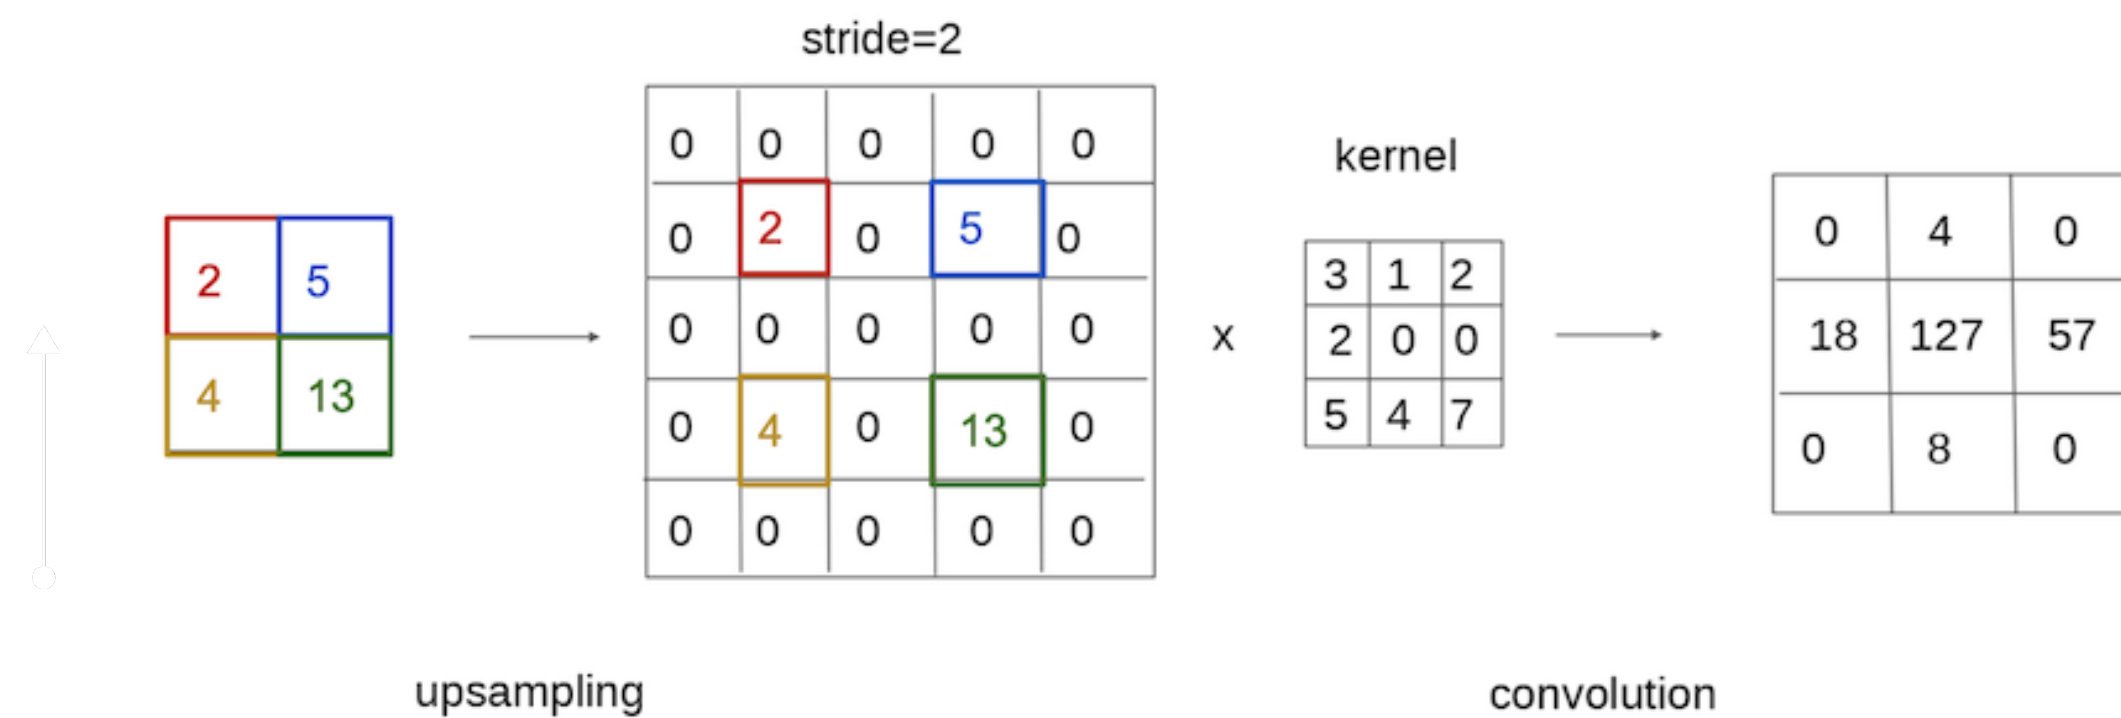 stride=2
2 5
4 13
0 0 0 0 0
0 2 0 5 0
0 0 0 0 0
0 4 0 13 0
0 0 0 0 0
x
kernel
3 1 2
2 0 0
5 4 7
0 4 0
18 127 57
0 8 0
upsampling
convolution